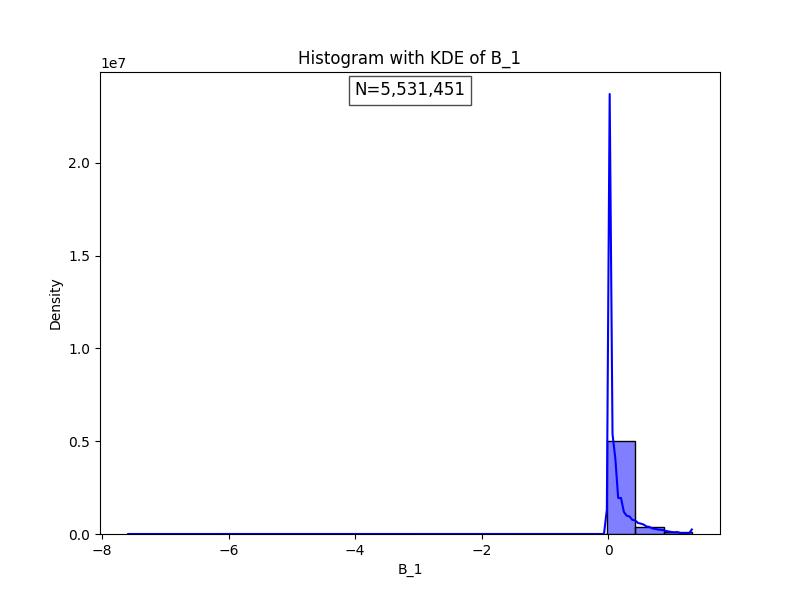 Histogram with KDE of B_1
1e7
N=5,531,451
2.0
1.5
1.0
0.5
0.0
Density
−8 −6 −4 −2 0
B_1